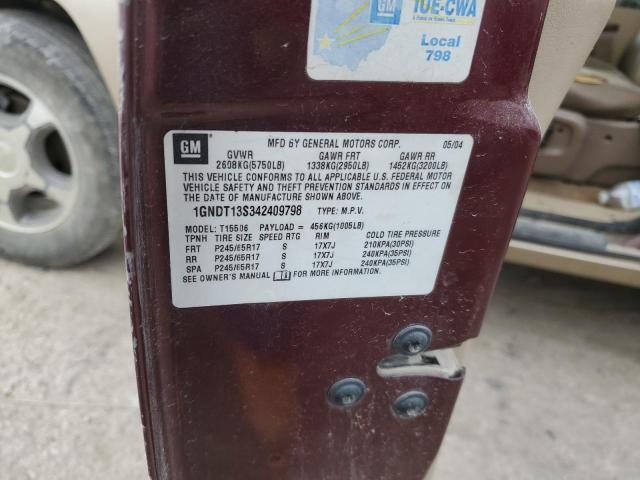 GM
IUE-CWA
Local
798
GM
MFD BY GENERAL MOTORS CORP. 05/04
GVWR GAWR FRT GAWR RR
2608KG(5750LB) 1338KG(2950LB) 1452KG(3200LB)
THIS VEHICLE CONFORMS TO ALL APPLICABLE U.S. FEDERAL MOTOR
VEHICLE SAFETY AND THEFT PREVENTION STANDARDS IN EFFECT ON
THE DATE OF MANUFACTURE SHOWN ABOVE.
1GNDT13S342409798 TYPE: M.P.V.
MODEL: T15506 PAYLOAD = 456KG(1005LB)
TPNH TIRE SIZE SPEED RTG RIM COLD TIRE PRESSURE
FRT P245/65R17 S 17X7J 210KPA(30PSI)
RR P245/65R17 S 17X7J 240KPA(35PSI)
SPA P245/65R17 S 17X7J 240KPA(35PSI)
SEE OWNER'S MANUAL FOR MORE INFORMATION.